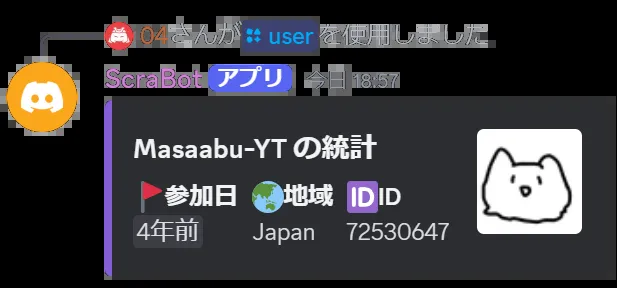 04さんが user を使用しました
ScraBot アプリ 今日 18:57
Masaabu-YT の統計
🚩参加日 🌏地域 🆔ID
4年前 Japan 72530647